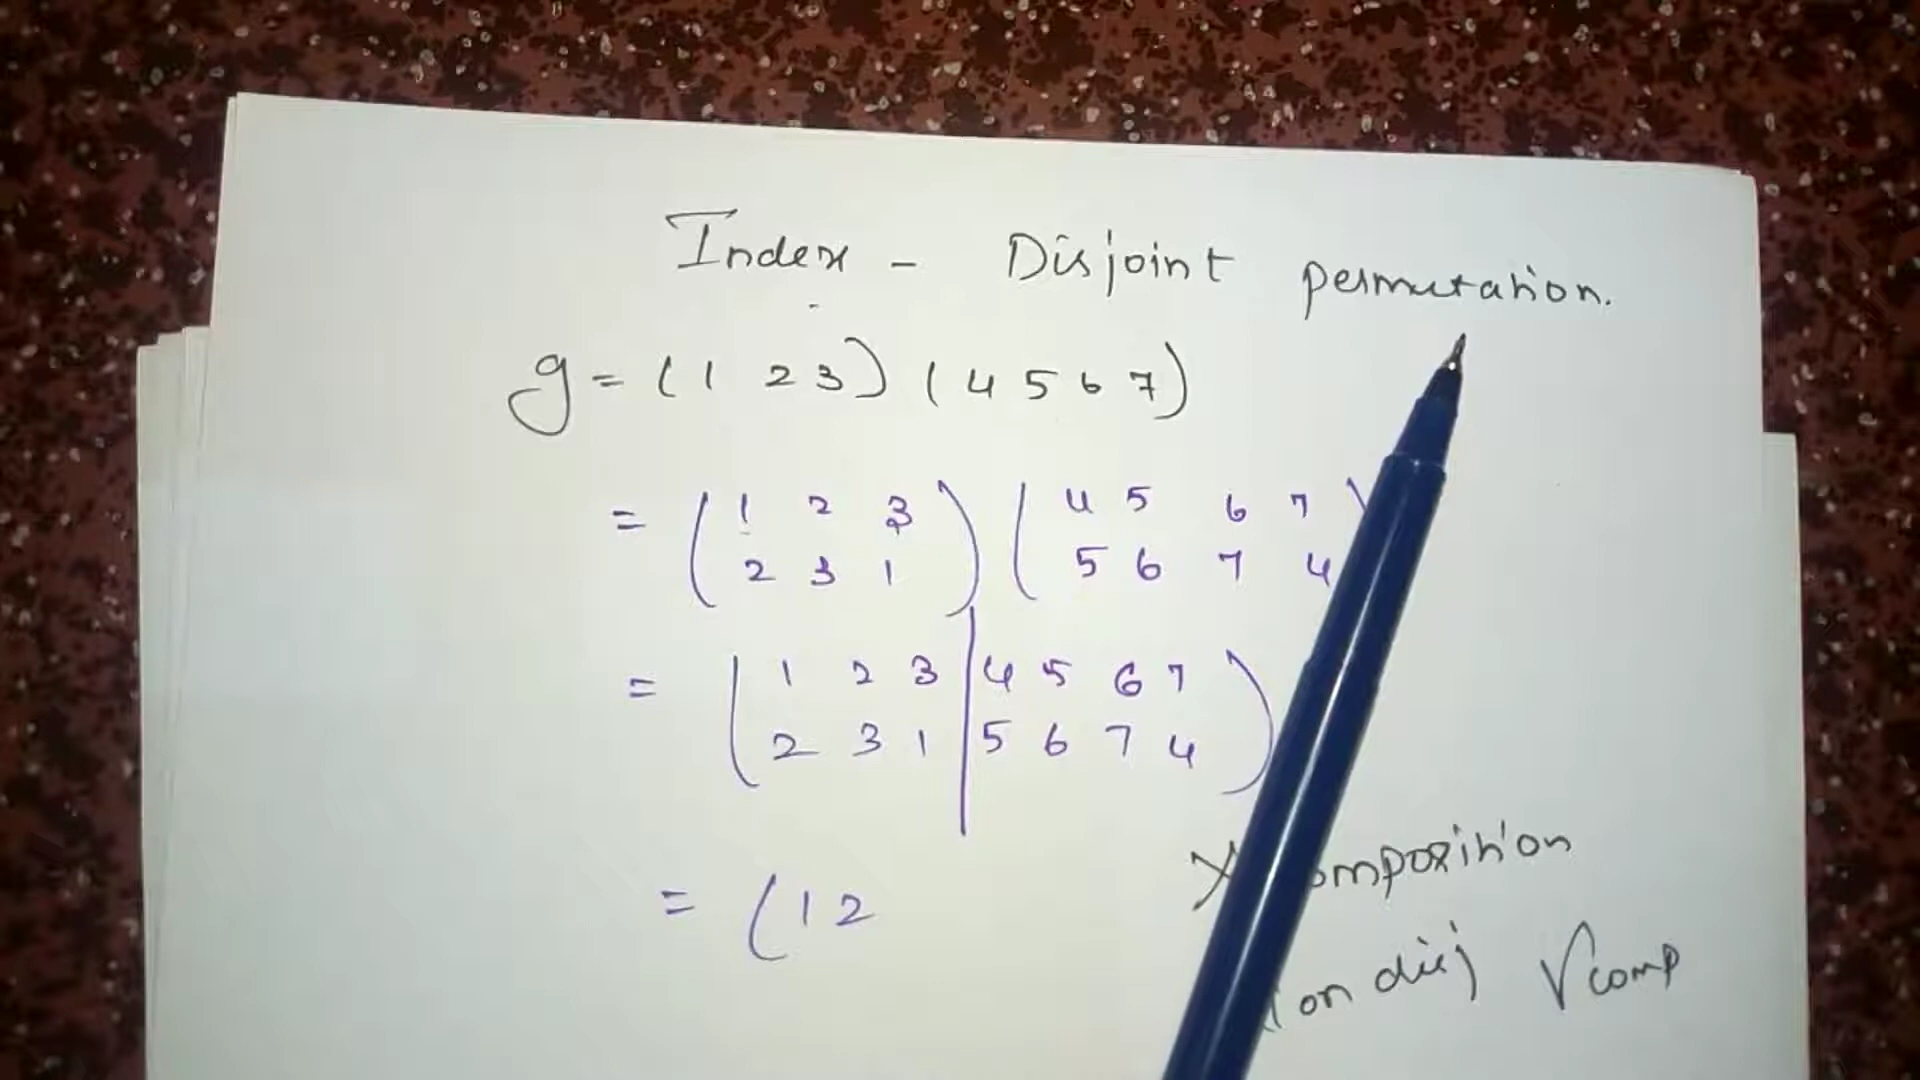 Index - Disjoint permutation.
g = (1 2 3) (4 5 6 7)
= ( 1 2 3 ) ( 4 5 6 7 )
2 3 1 5 6 7 4
= ( 1 2 3 | 4 5 6 7 )
2 3 1 | 5 6 7 4
X omposition
= (1 2
on disj √ comp